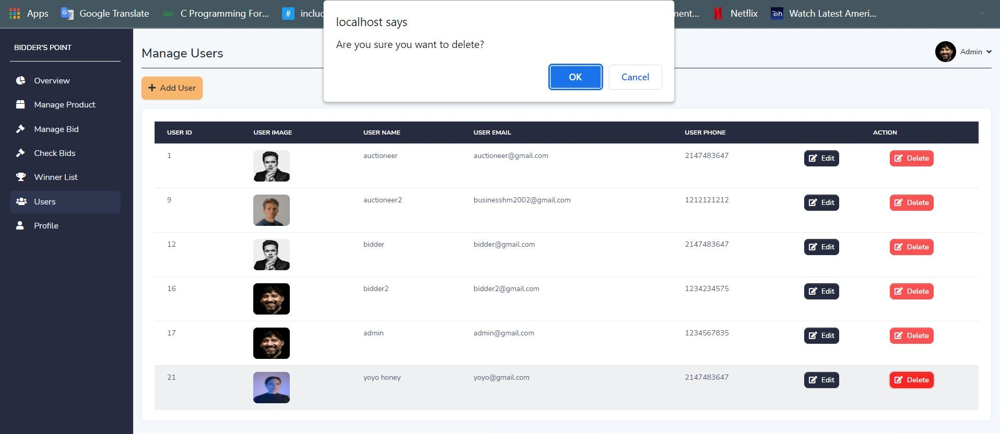 Apps Google Translate C Programming For... # inclu ment... Netflix Dh Watch Latest Ameri... »
localhost says
Are you sure you want to delete?
OK Cancel
BIDDER'S POINT
Overview
Manage Product
Manage Bid
Check Bids
Winner List
Users
Profile
Manage Users
Admin
+ Add User
USER ID USER IMAGE USER NAME USER EMAIL USER PHONE ACTION
1 auctioneer auctioneer@gmail.com 2147483647 Edit Delete
9 auctioneer2 businesshm2002@gmail.com 1212121212 Edit Delete
12 bidder bidder@gmail.com 2147483647 Edit Delete
16 bidder2 bidder2@gmail.com 1234234575 Edit Delete
17 admin admin@gmail.com 1234567835 Edit Delete
21 yoyo honey yoyo@gmail.com 2147483647 Edit Delete